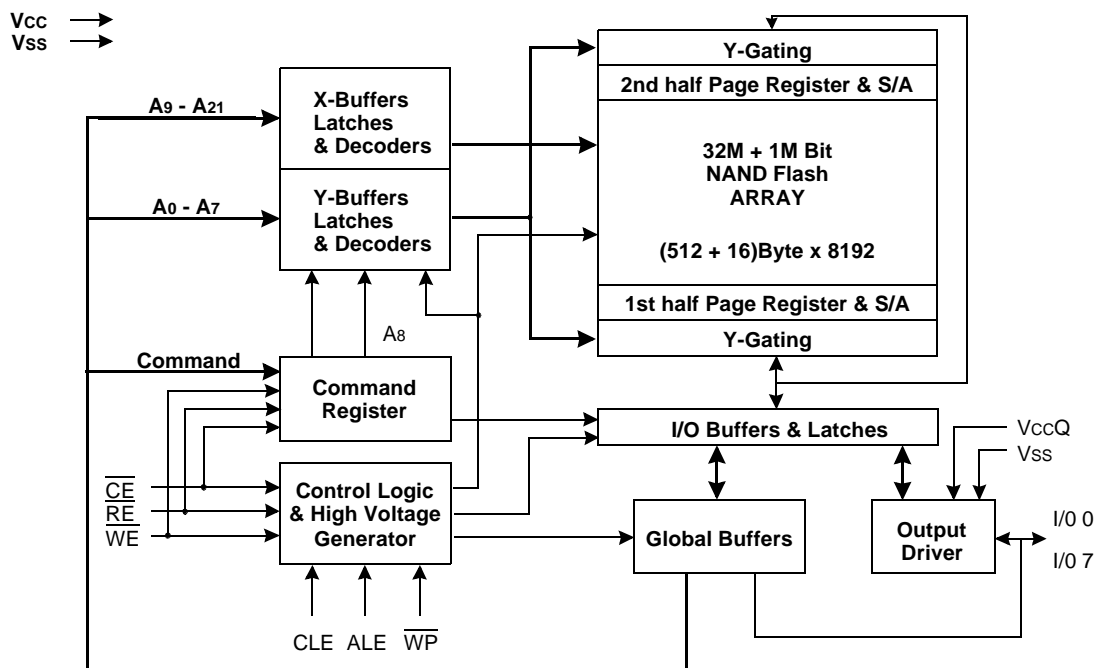 VCC
VSS
A9 - A21
X-Buffers
Latches
& Decoders
A0 - A7
Y-Buffers
Latches
& Decoders
Y-Gating
2nd half Page Register & S/A
32M + 1M Bit
NAND Flash
ARRAY
(512 + 16)Byte x 8192
1st half Page Register & S/A
Y-Gating
A8
Command
Command
Register
I/O Buffers & Latches
VCCQ
VSS
CE
RE
WE
Control Logic
& High Voltage
Generator
Global Buffers
Output
Driver
I/0 0
I/0 7
CLE
ALE
WP